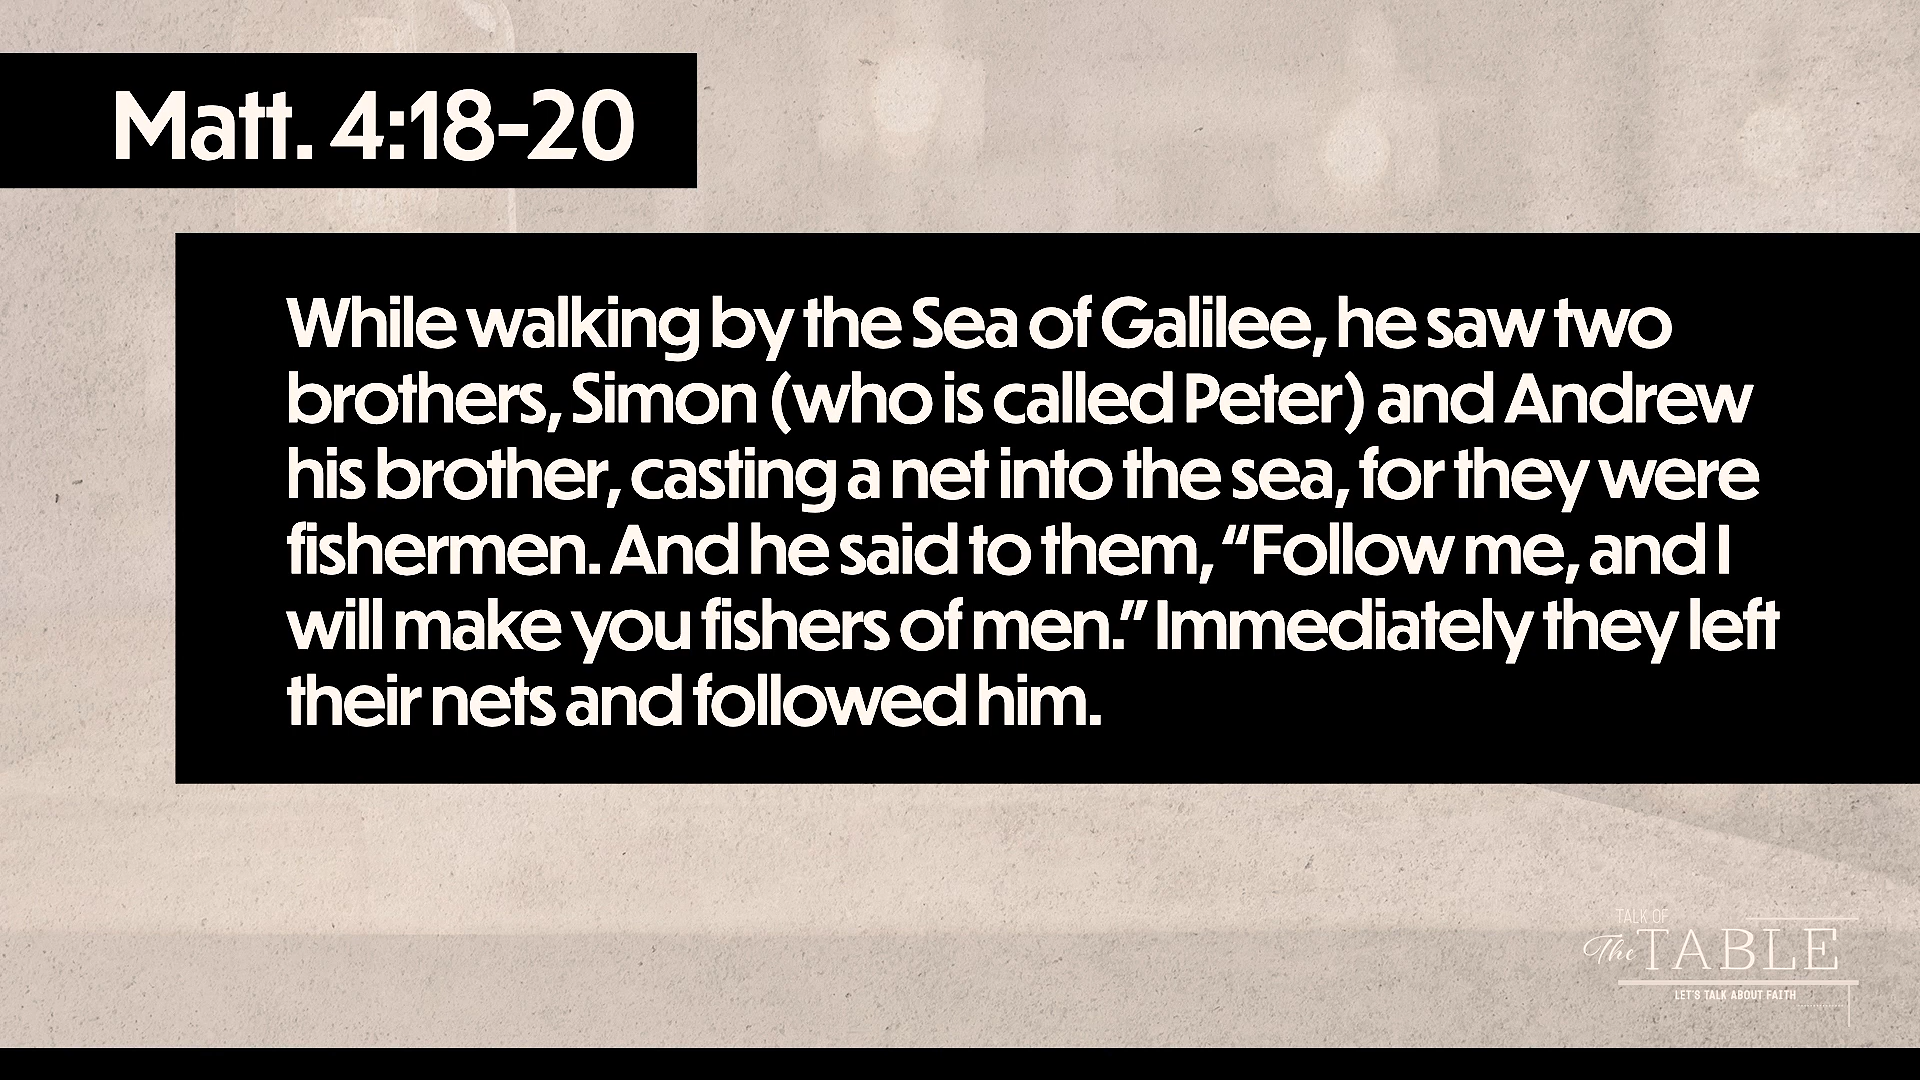 Matt. 4:18-20
While walking by the Sea of Galilee, he saw two
brothers, Simon (who is called Peter) and Andrew
his brother, casting a net into the sea, for they were
fishermen. And he said to them, “Follow me, and I
will make you fishers of men.” Immediately they left
their nets and followed him.
TALK OF
The TABLE
LET'S TALK ABOUT FAITH